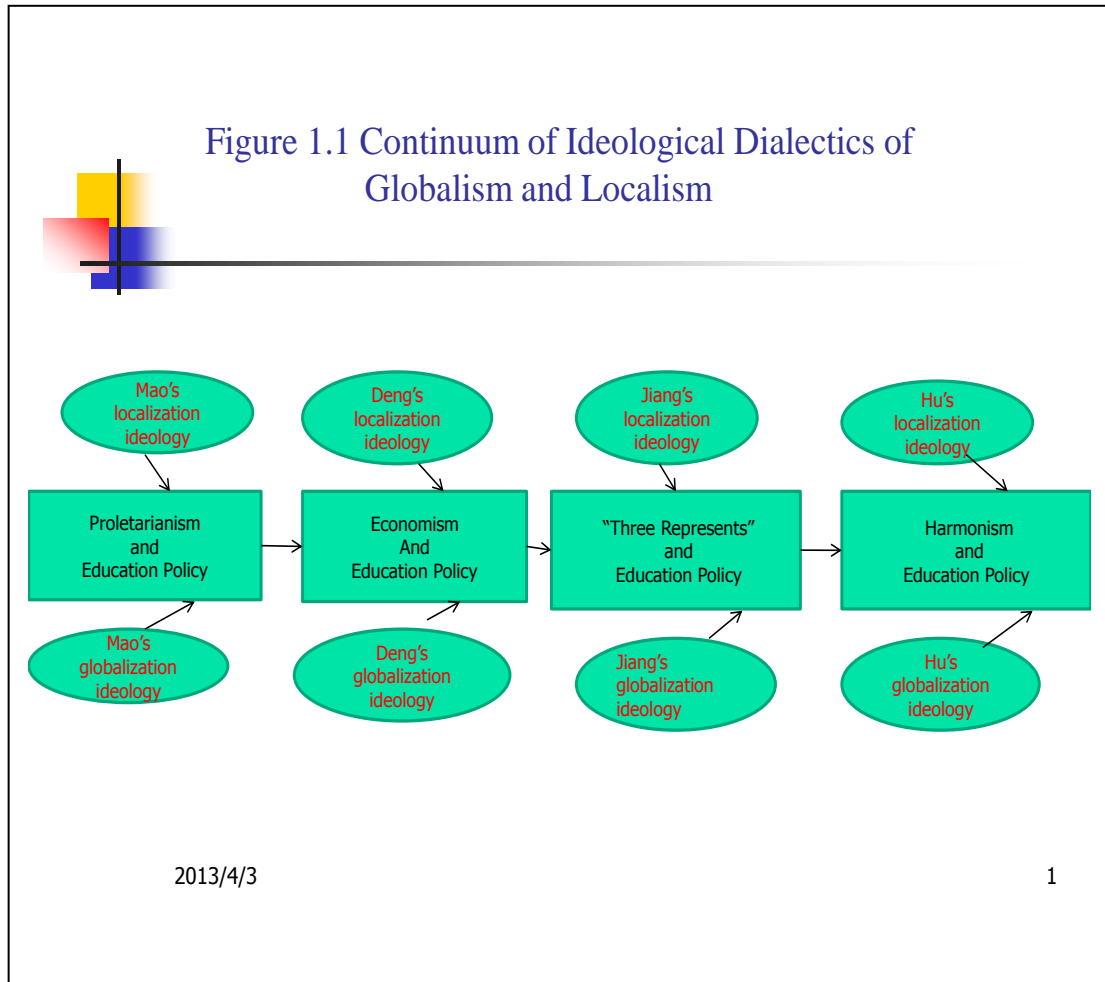 Figure 1.1 Continuum of Ideological Dialectics of
Globalism and Localism
Mao's
localization
ideology
Deng's
localization
ideology
Jiang's
localization
ideology
Hu's
localization
ideology
Proletarianism
and
Education Policy
Economism
And
Education Policy
"Three Represents"
and
Education Policy
Harmonism
and
Education Policy
Mao's
globalization
ideology
Deng's
globalization
ideology
Jiang's
globalization
ideology
Hu's
globalization
ideology
2013/4/3
1